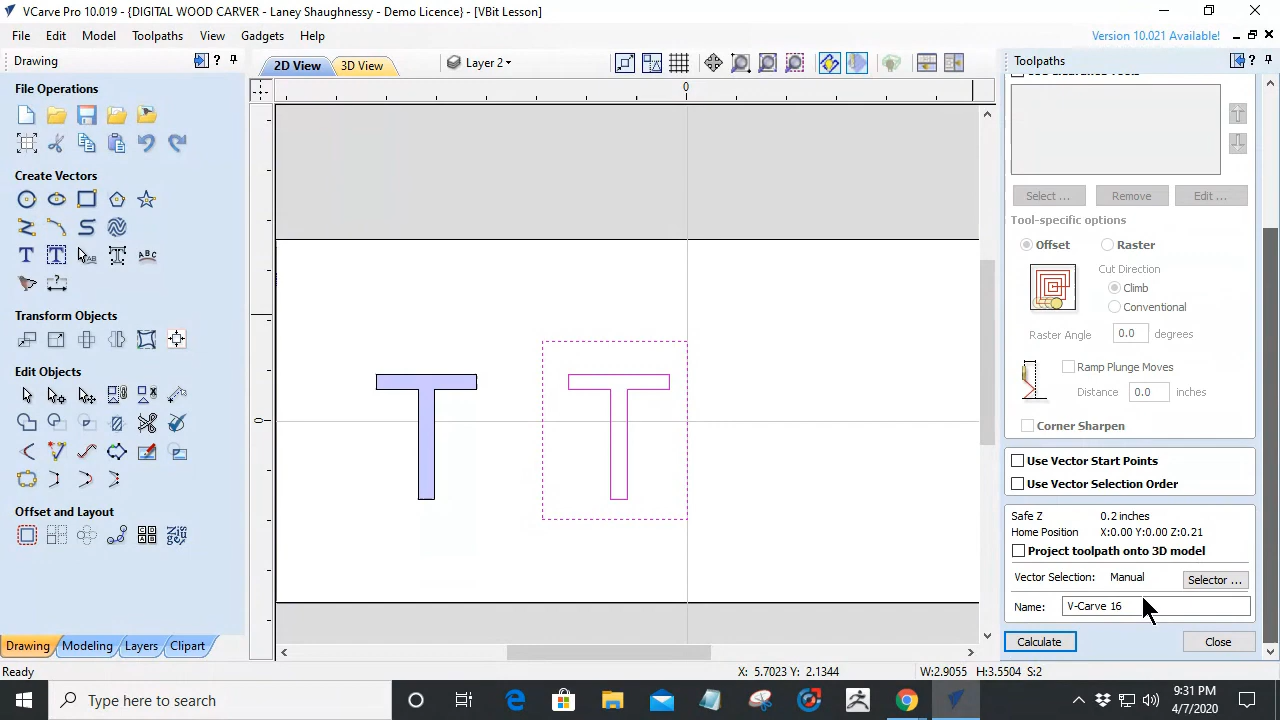 VCarve Pro 10.019 - {DIGITAL WOOD CARVER - Laney Shaughnessy - Demo Licence} - [VBit Lesson]
File Edit Model Toolpaths View Gadgets Help Version 10.021 Available!
Drawing ?
2D View 3D View Layer 2
Toolpaths ?
File Operations
Create Vectors
Transform Objects
Edit Objects
Offset and Layout
Drawing Modeling Layers Clipart
0
0
T T
Select ... Remove Edit ...
Tool-specific options
Offset Raster
Cut Direction
Climb
Conventional
Raster Angle 0.0 degrees
Ramp Plunge Moves
Distance 0.0 inches
Corner Sharpen
Use Vector Start Points
Use Vector Selection Order
Safe Z 0.2 inches
Home Position X:0.00 Y:0.00 Z:0.21
Project toolpath onto 3D model
Vector Selection: Manual Selector ...
Name: V-Carve 16
Calculate Close
Ready X: 5.7023 Y: 2.1344 W:2.9055 H:3.5504 S:2
Type here to search
9:31 PM
4/7/2020